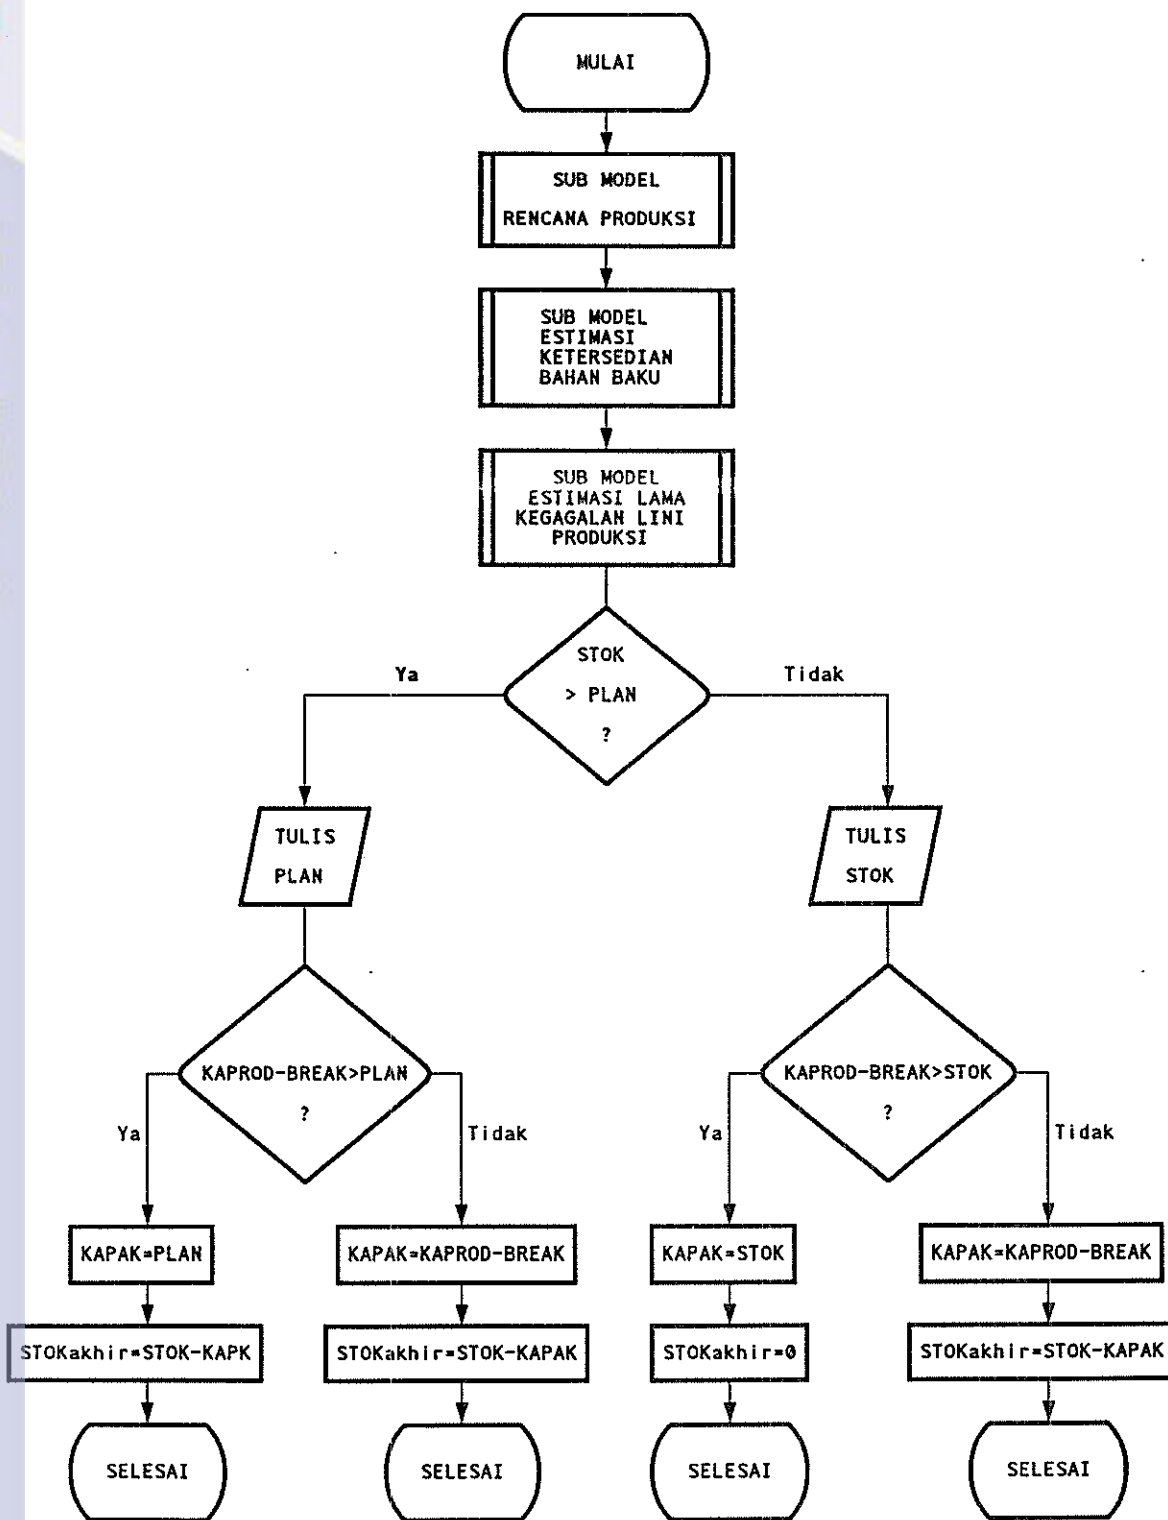 MULAI
SUB MODEL
RENCANA PRODUKSI
SUB MODEL
ESTIMASI
KETERSEDIAN
BAHAN BAKU
SUB MODEL
ESTIMASI LAMA
KEGAGALAN LINI
PRODUKSI
STOK
> PLAN
?
Ya
Tidak
TULIS
PLAN
TULIS
STOK
KAPROD-BREAK>PLAN
?
Ya
Tidak
KAPROD-BREAK>STOK
?
Ya
Tidak
KAPAK=PLAN
KAPAK=KAPROD-BREAK
KAPAK=STOK
KAPAK=KAPROD-BREAK
STOKakhir=STOK-KAPK
STOKakhir=STOK-KAPAK
STOKakhir=0
STOKakhir=STOK-KAPAK
SELESAI
SELESAI
SELESAI
SELESAI